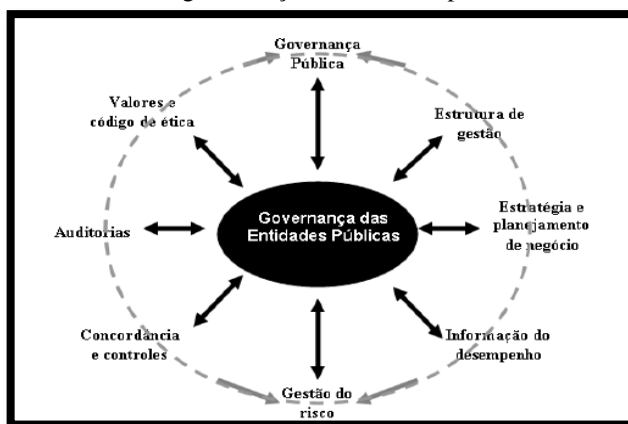 Governança
Pública
Valores e
código de ética
Estrutura de
gestão
Governança das
Entidades Públicas
Auditorias
Estratégia e
planejamento
de negócio
Concordância
e controles
Informação do
desempenho
Gestão do
risco